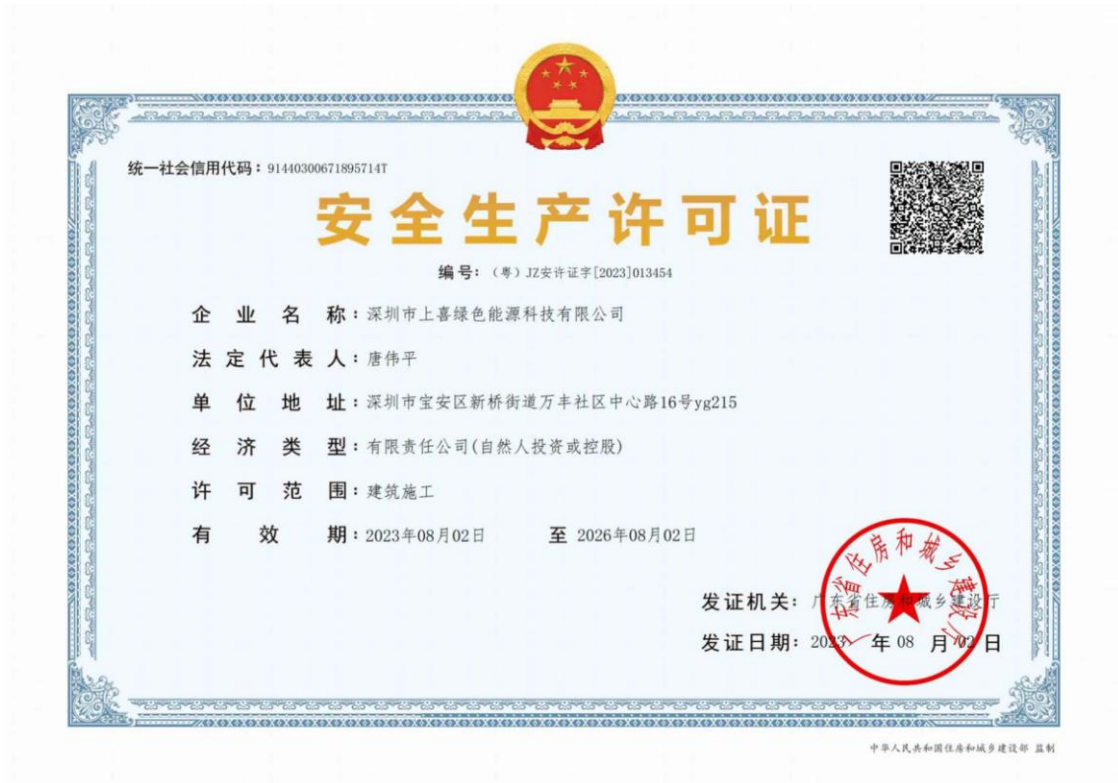 统一社会信用代码：91440300671895714T
安全生产许可证
编号：（粤）JZ安许证字[2023]013454
企业名称：深圳市上喜绿色能源科技有限公司
法定代表人：唐伟平
单位地址：深圳市宝安区新桥街道万丰社区中心路16号yg215
经济类型：有限责任公司(自然人投资或控股)
许可范围：建筑施工
有效期：2023年08月02日 至 2026年08月02日
广东省住房和城乡建设厅
发证机关：广东省住房和城乡建设厅
发证日期：2023 年 08 月 02 日
中华人民共和国住房和城乡建设部 监制